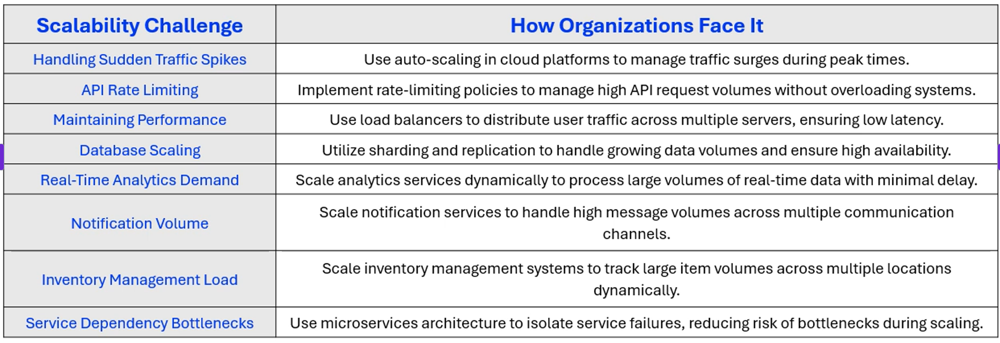 Scalability Challenge
How Organizations Face It
Handling Sudden Traffic Spikes
Use auto-scaling in cloud platforms to manage traffic surges during peak times.
API Rate Limiting
Implement rate-limiting policies to manage high API request volumes without overloading systems.
Maintaining Performance
Use load balancers to distribute user traffic across multiple servers, ensuring low latency.
Database Scaling
Utilize sharding and replication to handle growing data volumes and ensure high availability.
Real-Time Analytics Demand
Scale analytics services dynamically to process large volumes of real-time data with minimal delay.
Notification Volume
Scale notification services to handle high message volumes across multiple communication
channels.
Inventory Management Load
Scale inventory management systems to track large item volumes across multiple locations
dynamically.
Service Dependency Bottlenecks
Use microservices architecture to isolate service failures, reducing risk of bottlenecks during scaling.